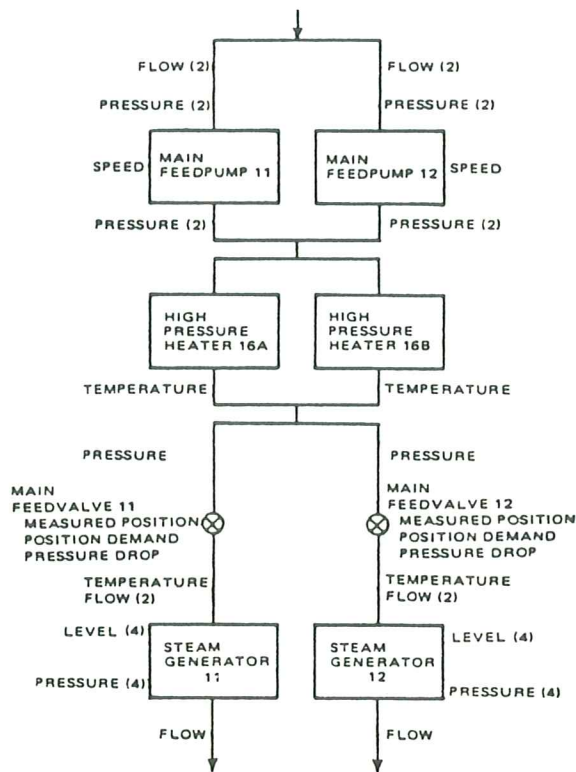 FLOW (2)
FLOW (2)
PRESSURE (2)
PRESSURE (2)
SPEED
MAIN
FEEDPUMP 11
MAIN
FEEDPUMP 12
SPEED
PRESSURE (2)
PRESSURE (2)
HIGH
PRESSURE
HEATER 16A
HIGH
PRESSURE
HEATER 16B
TEMPERATURE
TEMPERATURE
PRESSURE
PRESSURE
MAIN
FEEDVALVE 11
MEASURED POSITION
POSITION DEMAND
PRESSURE DROP
MAIN
FEEDVALVE 12
MEASURED POSITION
POSITION DEMAND
PRESSURE DROP
TEMPERATURE
FLOW (2)
TEMPERATURE
FLOW (2)
LEVEL (4)
STEAM
GENERATOR
11
STEAM
GENERATOR
12
LEVEL (4)
PRESSURE (4)
PRESSURE (4)
FLOW
FLOW